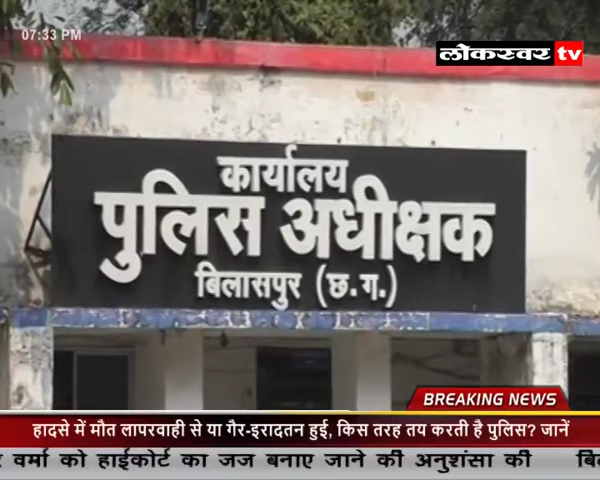 07:33 PM
लोकस्वर tv
कार्यालय
पुलिस अधीक्षक
बिलासपुर (छ.ग.)
BREAKING NEWS
हादसे में मौत लापरवाही से या गैर-इरादतन हुई, किस तरह तय करती है पुलिस? जानें
वर्मा को हाईकोर्ट का जज बनाए जाने की अनुशंसा की